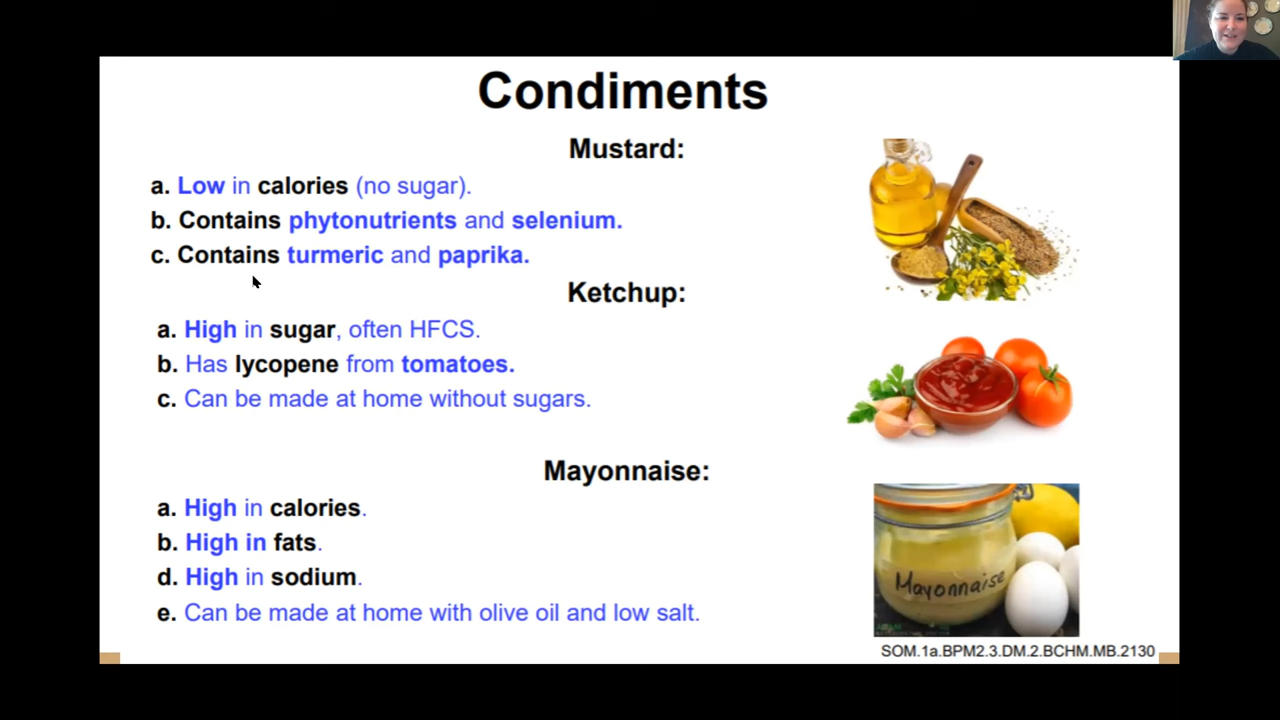 Condiments
Mustard:
a. Low in calories (no sugar).
b. Contains phytonutrients and selenium.
c. Contains turmeric and paprika.
Ketchup:
a. High in sugar, often HFCS.
b. Has lycopene from tomatoes.
c. Can be made at home without sugars.
Mayonnaise:
a. High in calories.
b. High in fats.
d. High in sodium.
e. Can be made at home with olive oil and low salt.
Mayonnaise
SOM.1a.BPM2.3.DM.2.BCHM.MB.2130